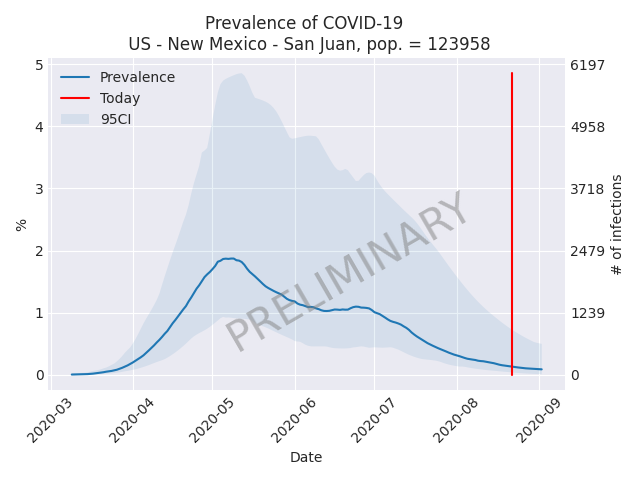 Prevalence of COVID-19
US - New Mexico - San Juan, pop. = 123958
Prevalence
Today
95CI
PRELIMINARY
%
5
4
3
2
1
0
6197
4958
3718
2479
1239
0
# of infections
2020-03
2020-04
2020-05
2020-06
2020-07
2020-08
2020-09
Date